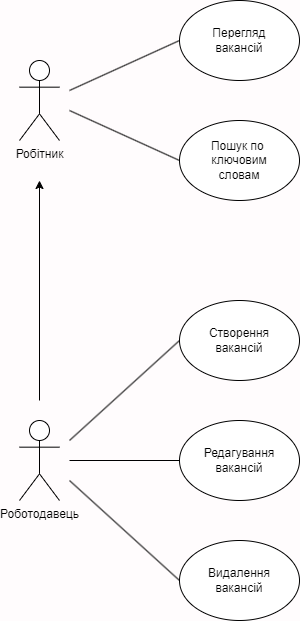 Перегляд
вакансій
Робітник
Пошук по
ключовим
словам
Створення
вакансій
Редагування
вакансій
Роботодавець
Видалення
вакансій